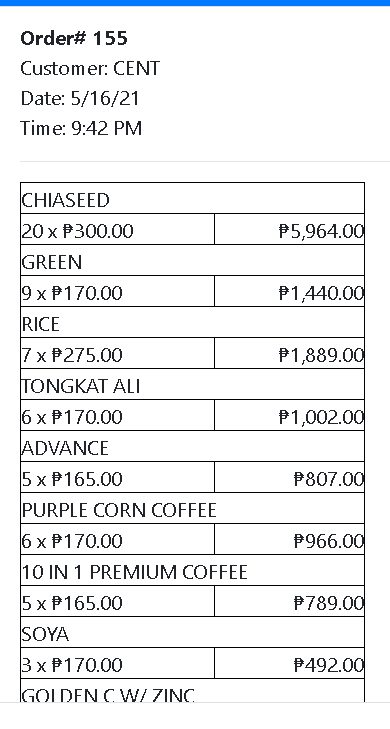 Order# 155
Customer: CENT
Date: 5/16/21
Time: 9:42 PM
CHIASEED
20 x ₱300.00 ₱5,964.00
GREEN
9 x ₱170.00 ₱1,440.00
RICE
7 x ₱275.00 ₱1,889.00
TONGKAT ALI
6 x ₱170.00 ₱1,002.00
ADVANCE
5 x ₱165.00 ₱807.00
PURPLE CORN COFFEE
6 x ₱170.00 ₱966.00
10 IN 1 PREMIUM COFFEE
5 x ₱165.00 ₱789.00
SOYA
3 x ₱170.00 ₱492.00
GOLDEN C W/ ZINC